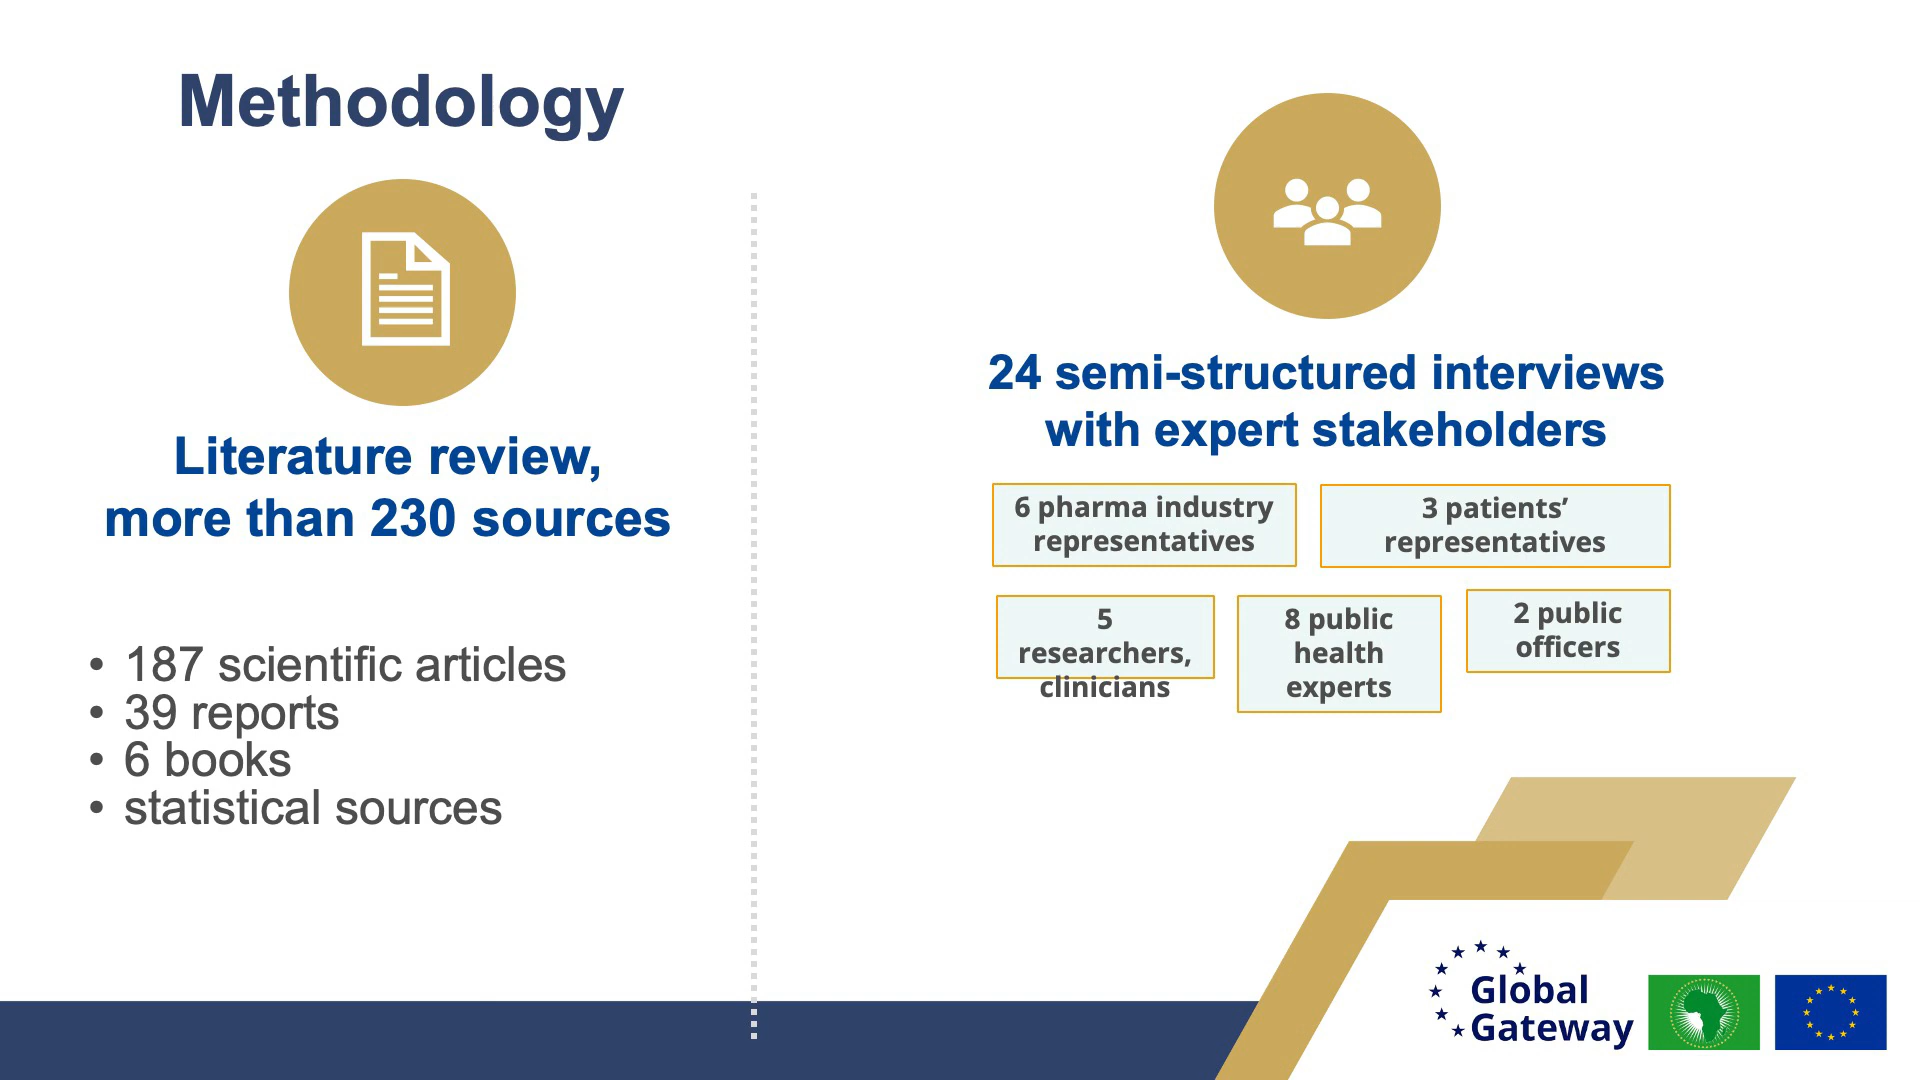 Methodology
Literature review,
more than 230 sources
• 187 scientific articles
• 39 reports
• 6 books
• statistical sources
24 semi-structured interviews
with expert stakeholders
6 pharma industry
representatives
3 patients’
representatives
5
researchers,
clinicians
8 public
health
experts
2 public
officers
Global
Gateway